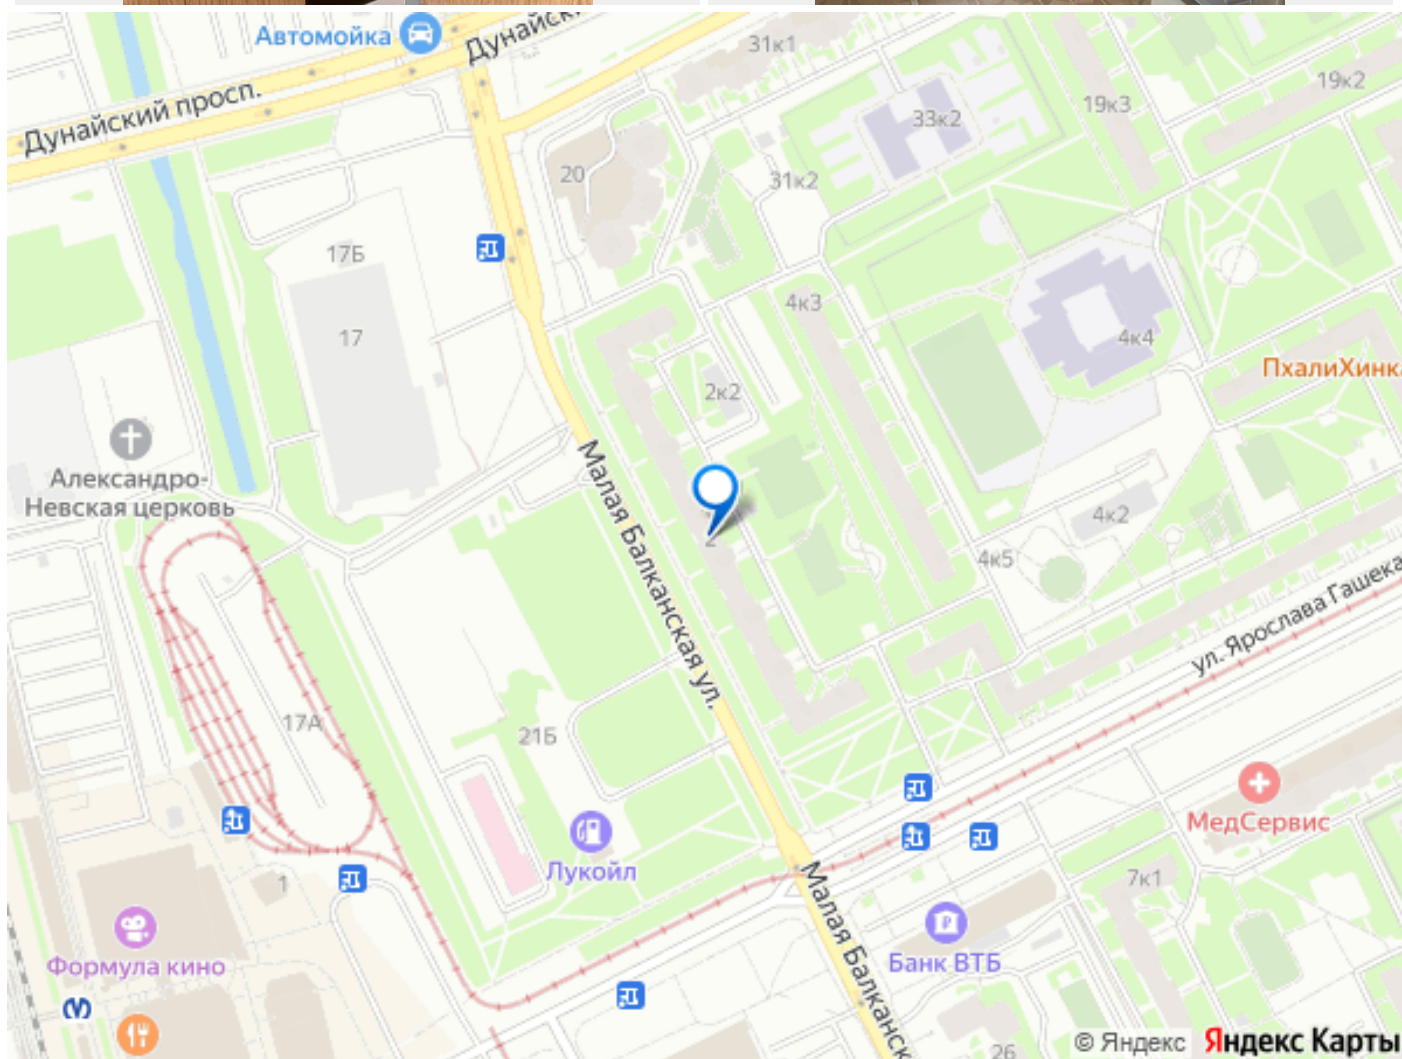 Автомойка
Дунайск
31к1
19к2
19к3
Дунайский просп.
33к2
20
31к2
17Б
4к3
17
4к4
ПхалиХинк
2к2
Малая Балканская ул.
Александро-
Невская церковь
4к2
2
4к5
ул. Ярослава Гашека
17А
21Б
МедСервис
Лукойл
7к1
1
Малая Балканск
Банк ВТБ
Формула кино
26
© Яндекс Яндекс Карты